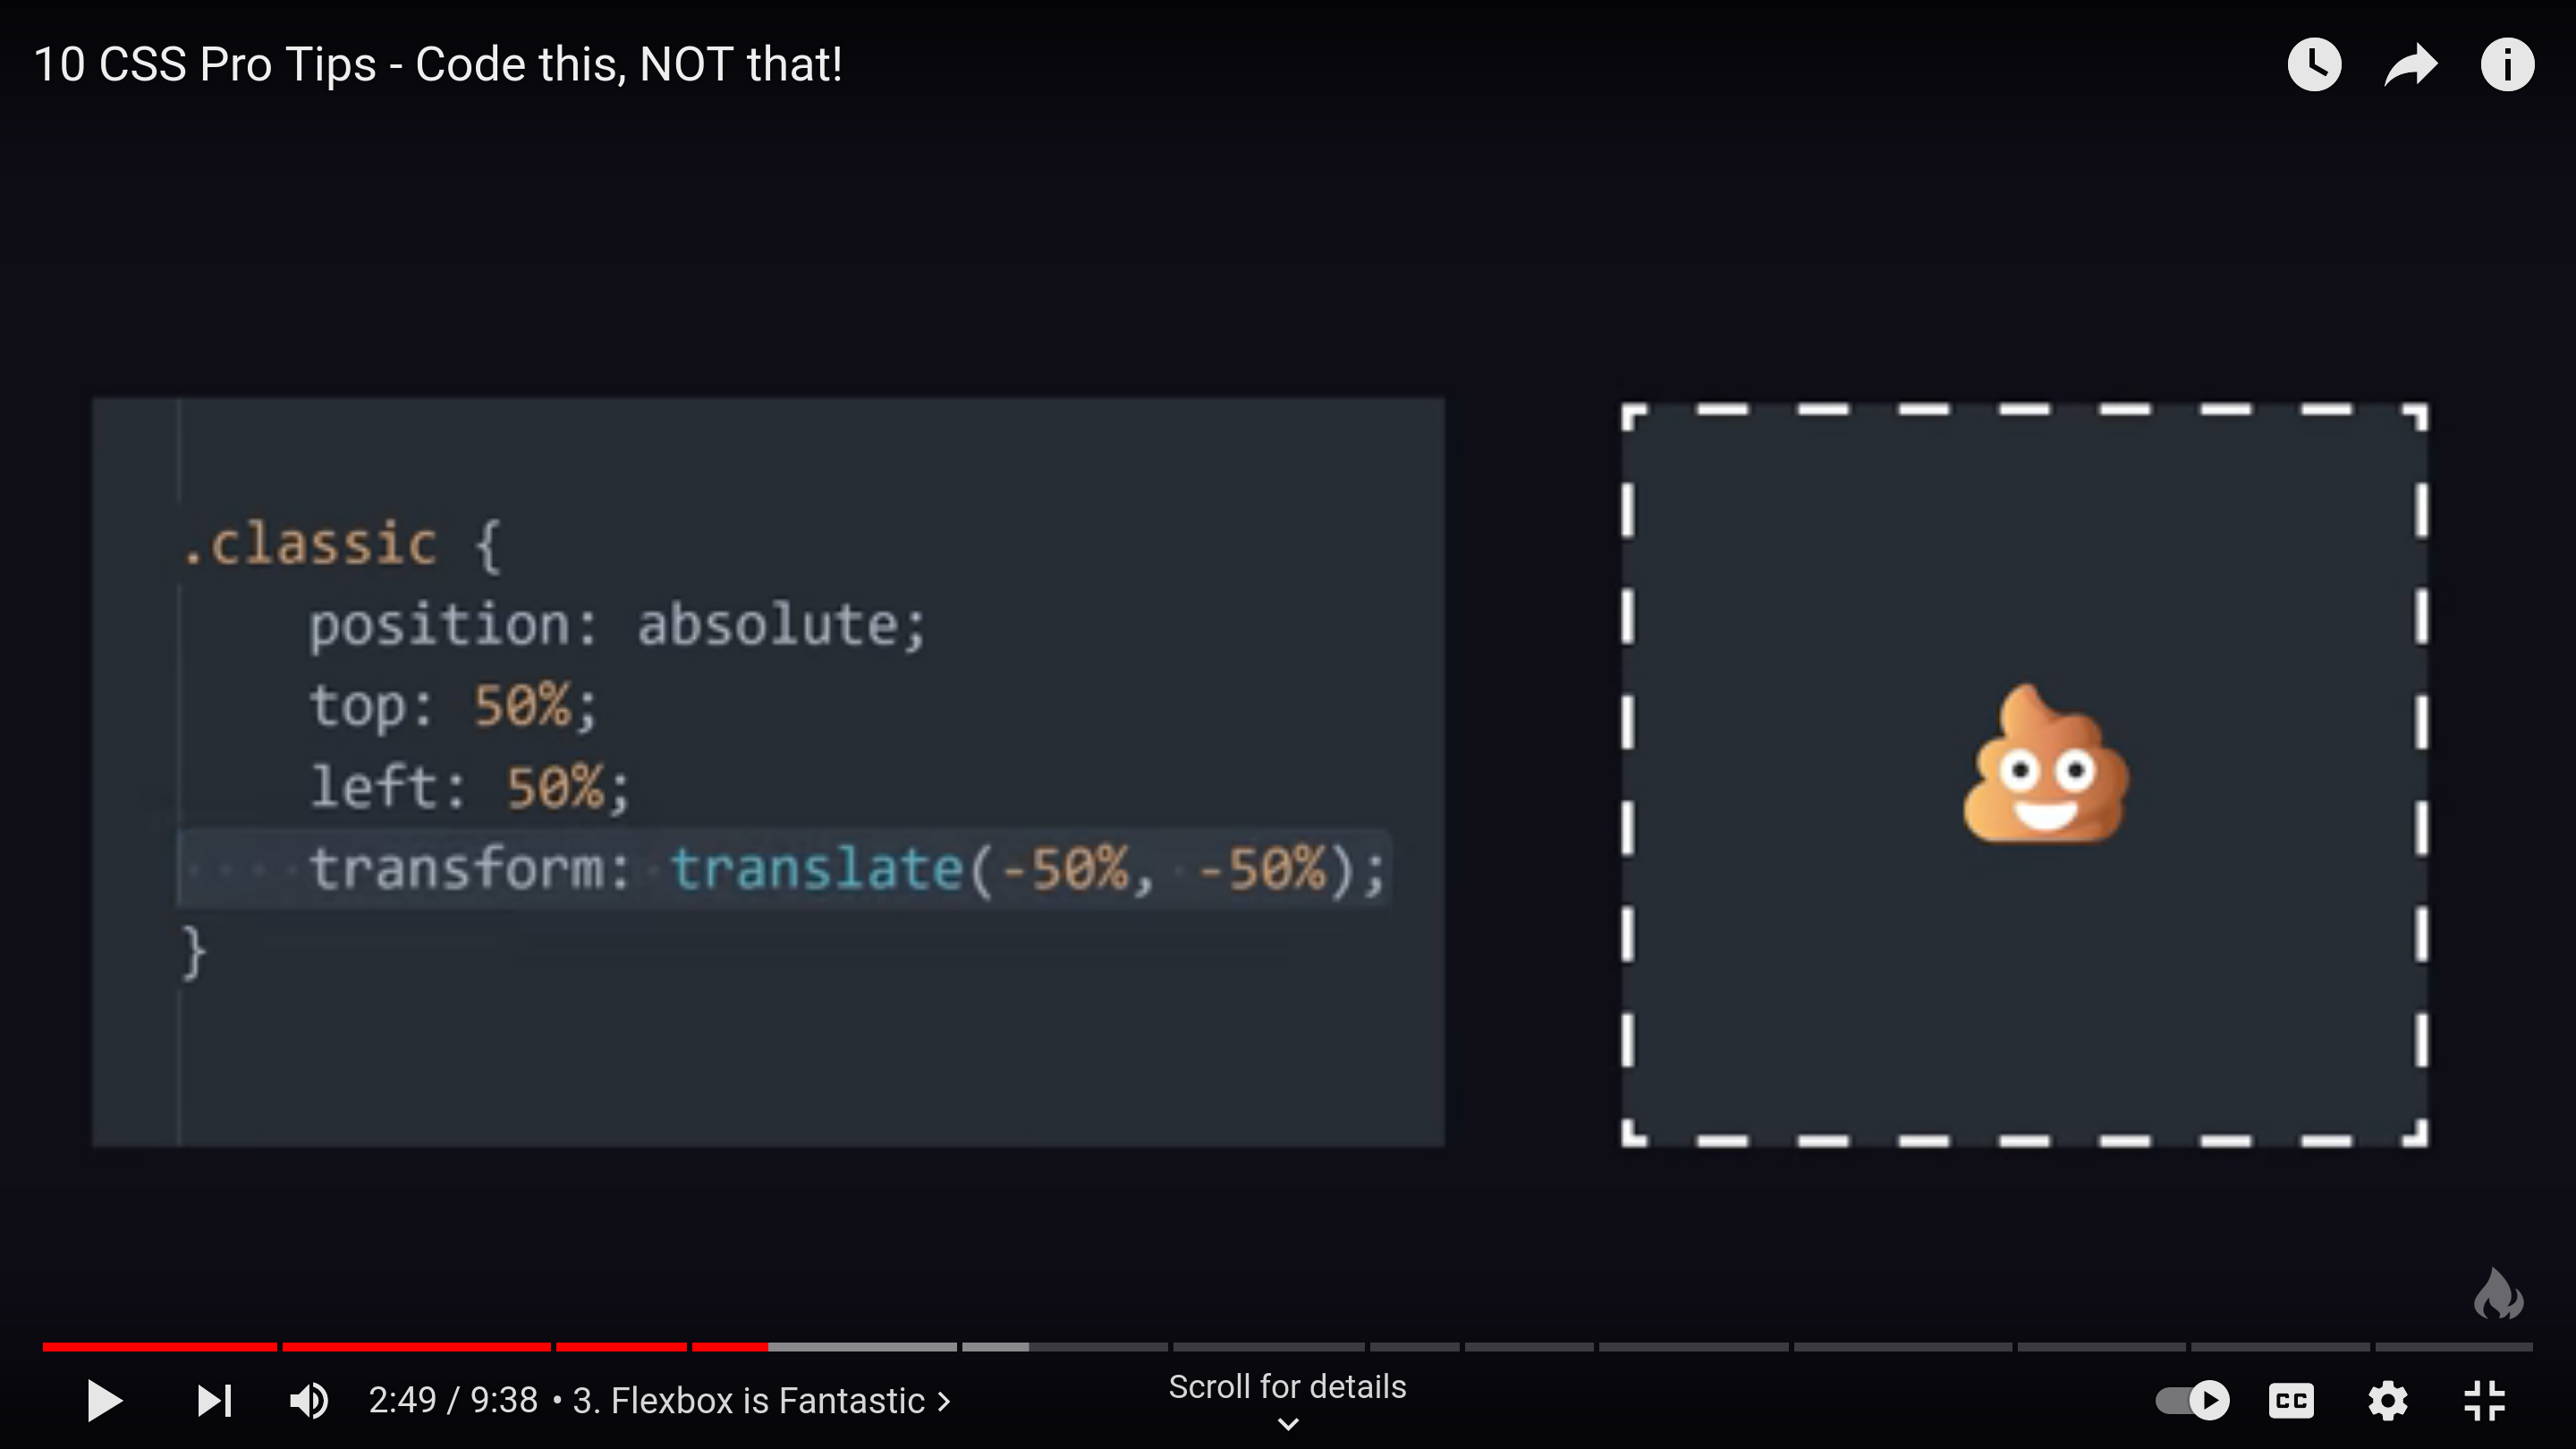 10 CSS Pro Tips - Code this, NOT that!
.classic {
position: absolute;
top: 50%;
left: 50%;
transform: translate(-50%, -50%);
}
2:49 / 9:38 • 3. Flexbox is Fantastic >
Scroll for details
CC